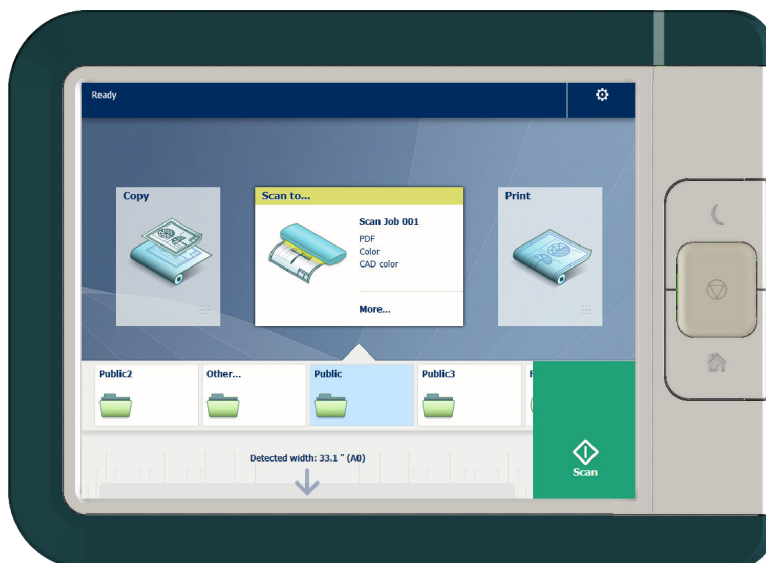 Ready
Copy
Scan to...
Scan Job 001
PDF
Color
CAD color
More...
Print
Public2
Other...
Public
Public3
Detected width: 33.1 " (A0)
Scan